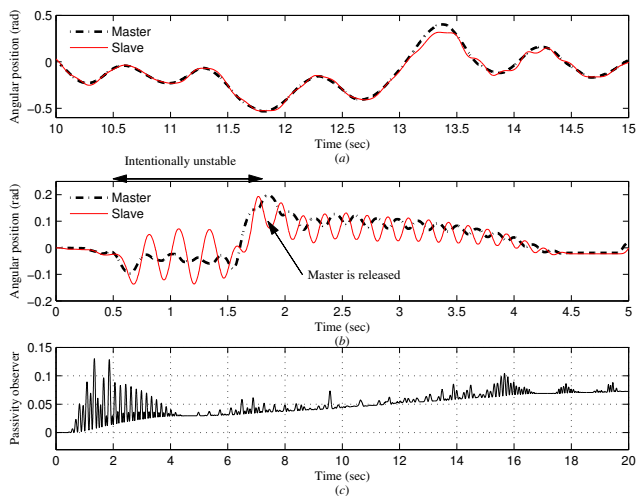 0.5
0
−0.5
Angular position (rad)
Master
Slave
10 10.5 11 11.5 12 12.5 13 13.5 14 14.5 15
Time (sec)
(a)
Intentionally unstable
0.2
0.1
0
−0.1
0.2
Angular position (rad)
Master
Slave
Master is released
0 0.5 1 1.5 2 2.5 3 3.5 4 4.5 5
Time (sec)
(b)
0.15
0.1
0.05
0
Passivity observer
0 2 4 6 8 10 12 14 16 18 20
Time (sec)
(c)